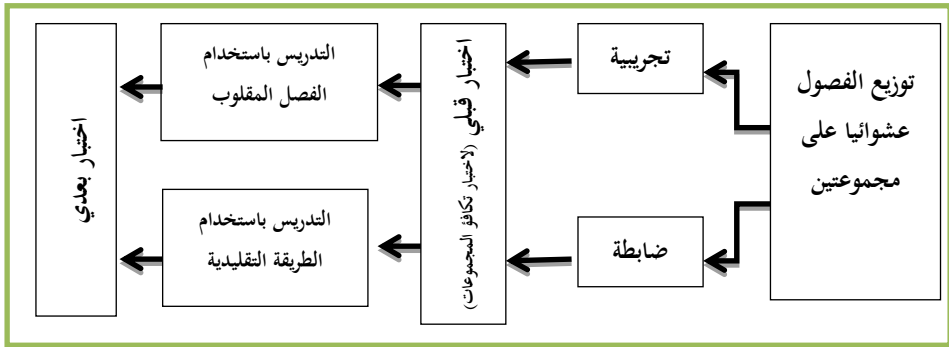 توزيع الفصول
عشوائيا على
مجموعتين
تجريبية
ضابطة
اختبار قبلي (لاختبار تكافؤ المجموعات)
التدريس باستخدام
الفصل المقلوب
التدريس باستخدام
الطريقة التقليدية
اختبار بعدي